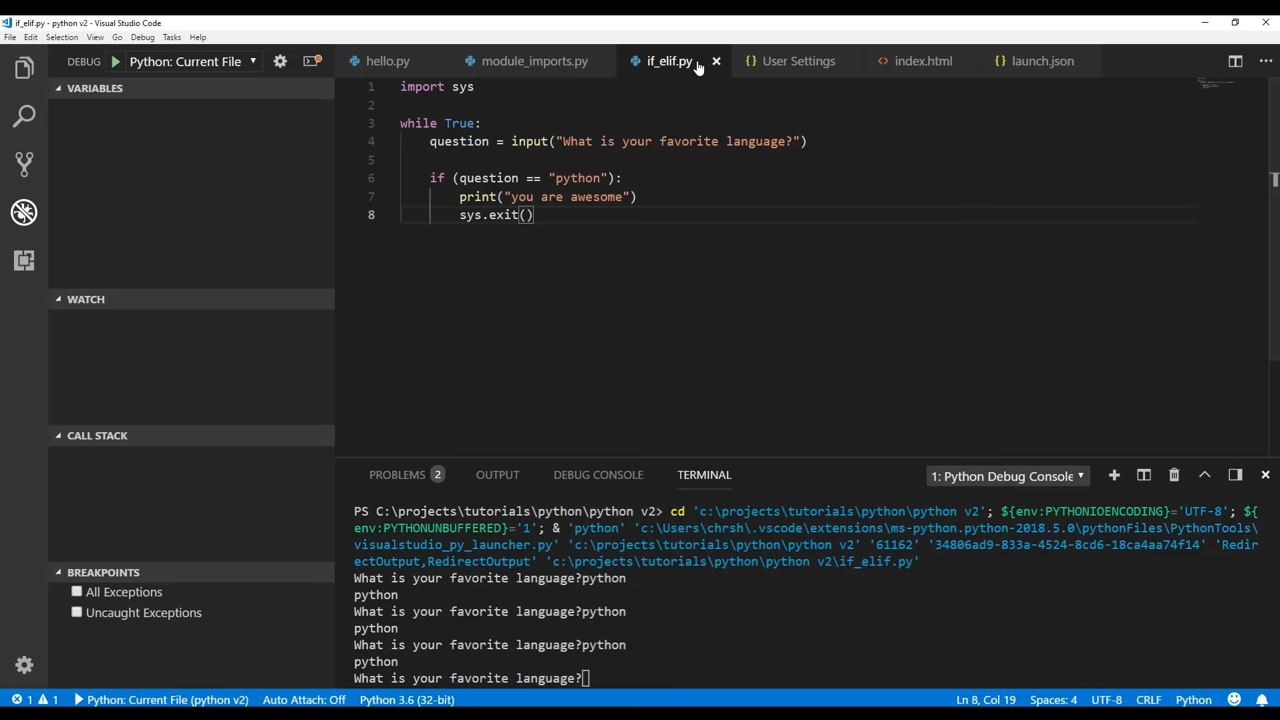 if_elif.py - python v2 - Visual Studio Code
File Edit Selection View Go Debug Tasks Help
DEBUG Python: Current File hello.py module_imports.py if_elif.py User Settings index.html launch.json
VARIABLES
WATCH
CALL STACK
BREAKPOINTS
All Exceptions
Uncaught Exceptions
1 import sys
2
3 while True:
4 question = input("What is your favorite language?")
5
6 if (question == "python"):
7 print("you are awesome")
8 sys.exit()
PROBLEMS 2 OUTPUT DEBUG CONSOLE TERMINAL 1: Python Debug Console
PS C:\projects\tutorials\python\python v2> cd 'c:\projects\tutorials\python\python v2'; ${env:PYTHONIOENCODING}='UTF-8'; ${
env:PYTHONUNBUFFERED}='1'; & 'python' 'c:\Users\chrsh\.vscode\extensions\ms-python.python-2018.5.0\pythonFiles\PythonTools\
visualstudio_py_launcher.py' 'c:\projects\tutorials\python\python v2' '61162' '34806ad9-833a-4524-8cd6-18ca4aa74f14' 'Redir
ectOutput,RedirectOutput' 'c:\projects\tutorials\python\python v2\if_elif.py'
What is your favorite language?python
python
What is your favorite language?python
python
What is your favorite language?python
python
What is your favorite language?
1 1 Python: Current File (python v2) Auto Attach: Off Python 3.6 (32-bit) Ln 8, Col 19 Spaces: 4 UTF-8 CRLF Python